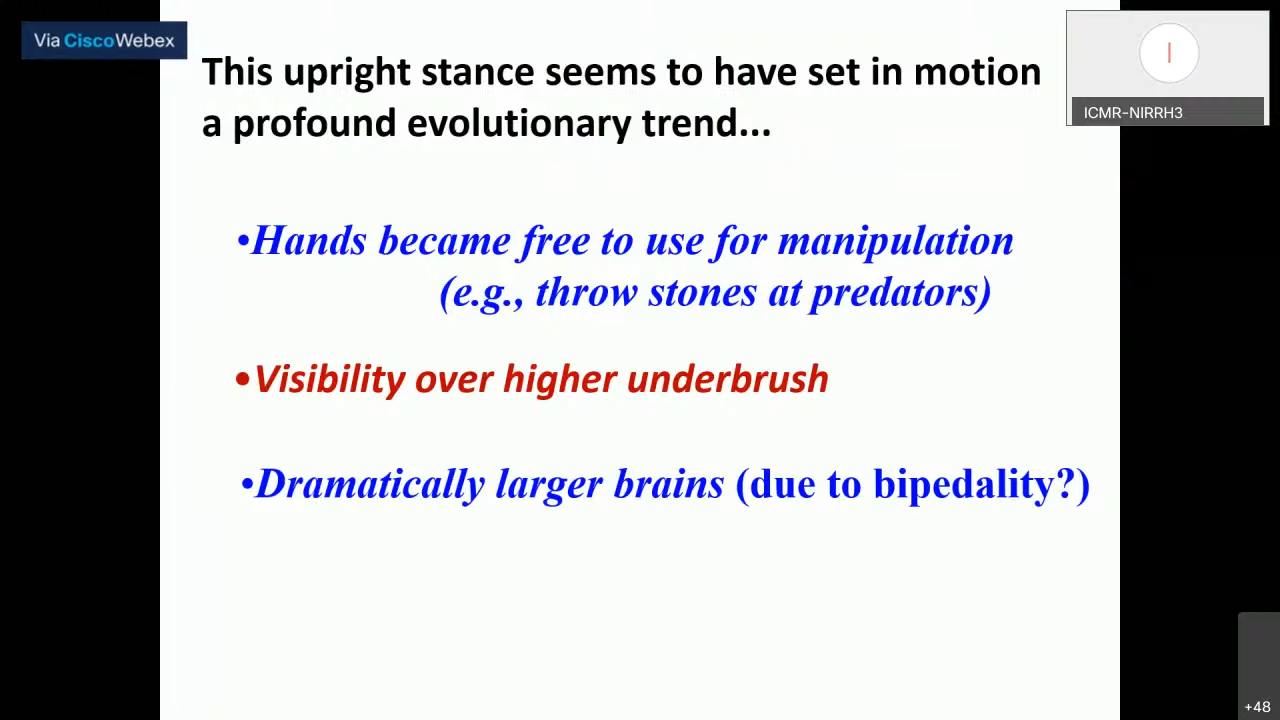 Via CiscoWebex
This upright stance seems to have set in motion
a profound evolutionary trend...
I
ICMR-NIRRH3
•Hands became free to use for manipulation
(e.g., throw stones at predators)
•Visibility over higher underbrush
•Dramatically larger brains (due to bipedality?)
+48